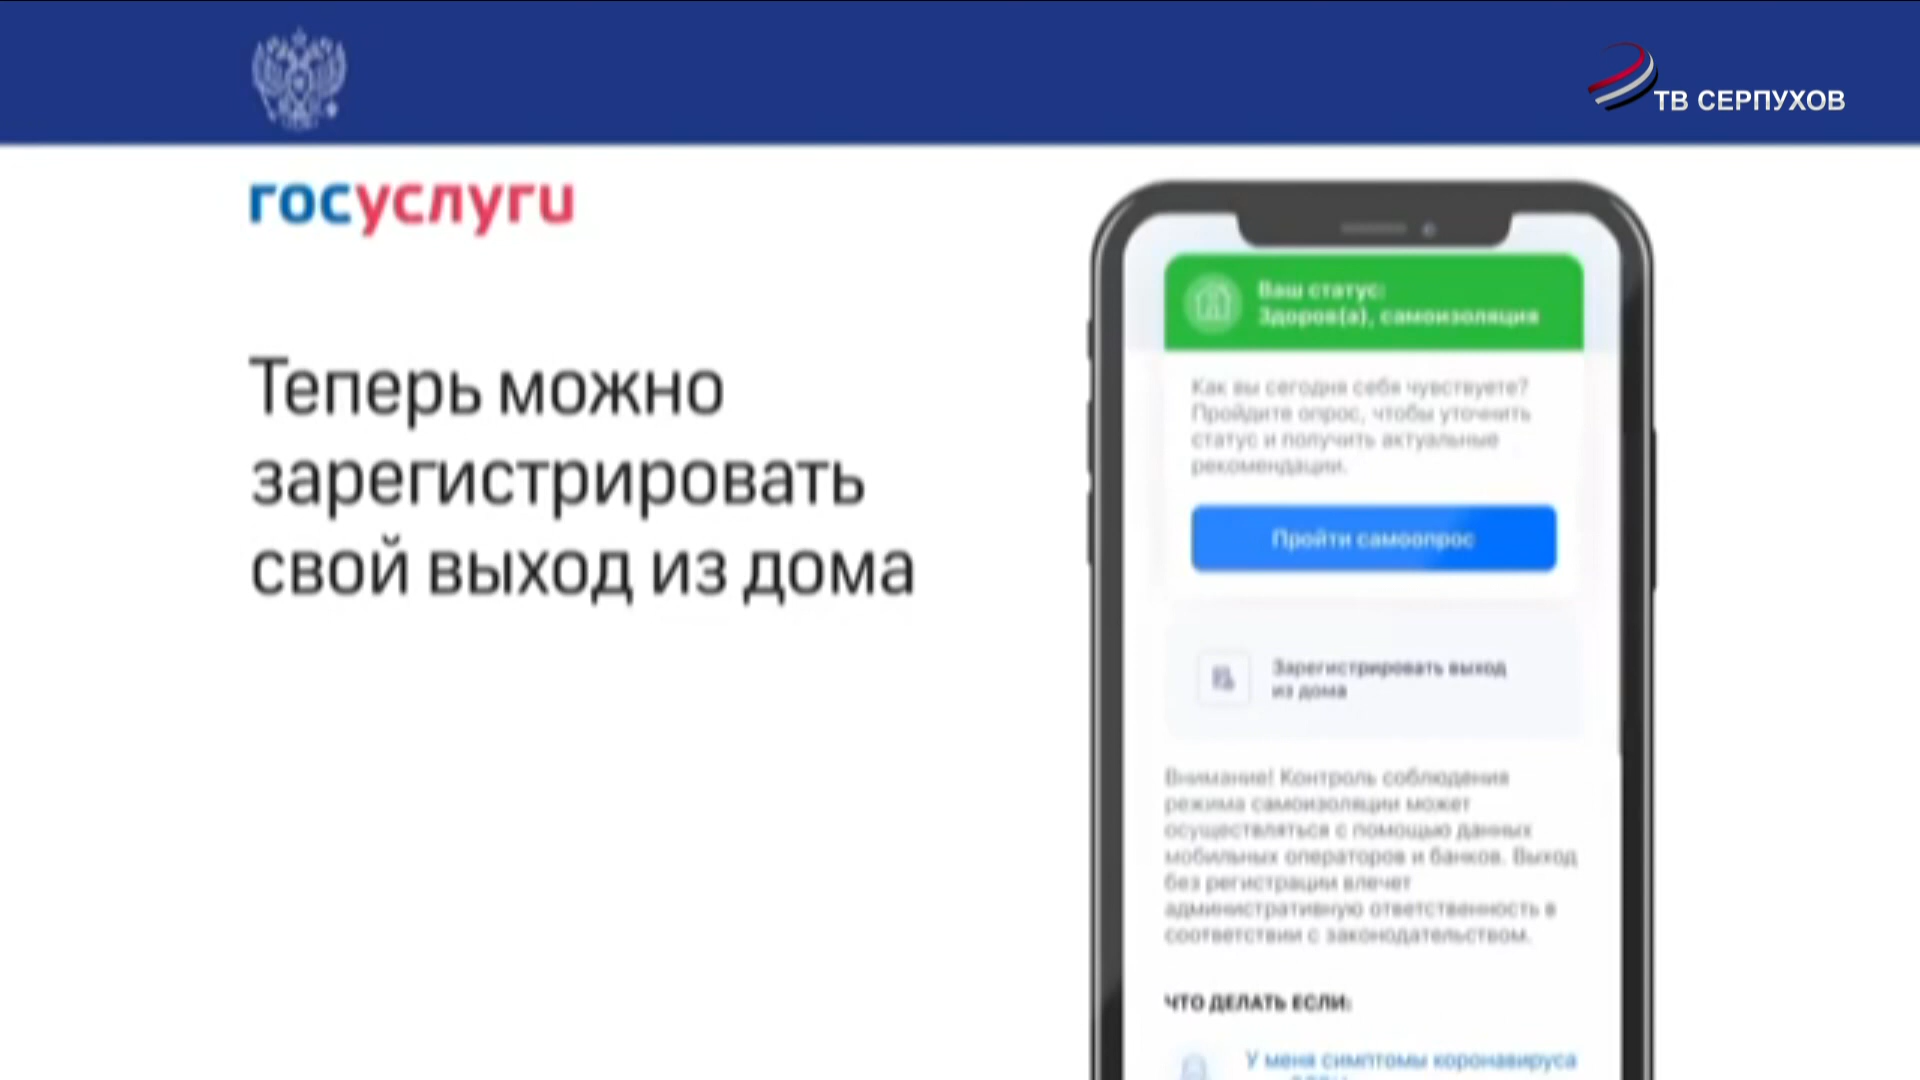 ТВ СЕРПУХОВ
госуслуги
Теперь можно
зарегистрировать
свой выход из дома
Ваш статус:
Здоров(а), самоизоляция
Как вы сегодня себя чувствуете?
Пройдите опрос, чтобы уточнить
статус и получить актуальные
рекомендации.
Пройти самоопрос
Зарегистрировать выход
из дома
Внимание! Контроль соблюдения
режима самоизоляции может
осуществляться с помощью данных
мобильных операторов и банков. Выход
без регистрации влечет
административную ответственность в
соответствии с законодательством.
ЧТО ДЕЛАТЬ ЕСЛИ:
У меня симптомы коронавируса